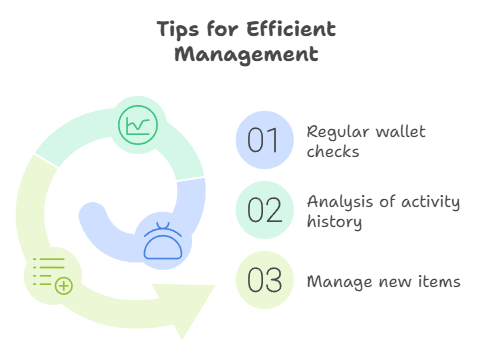 Tips for Efficient
Management
01
Regular wallet
checks
02
Analysis of activity
history
03
Manage new items